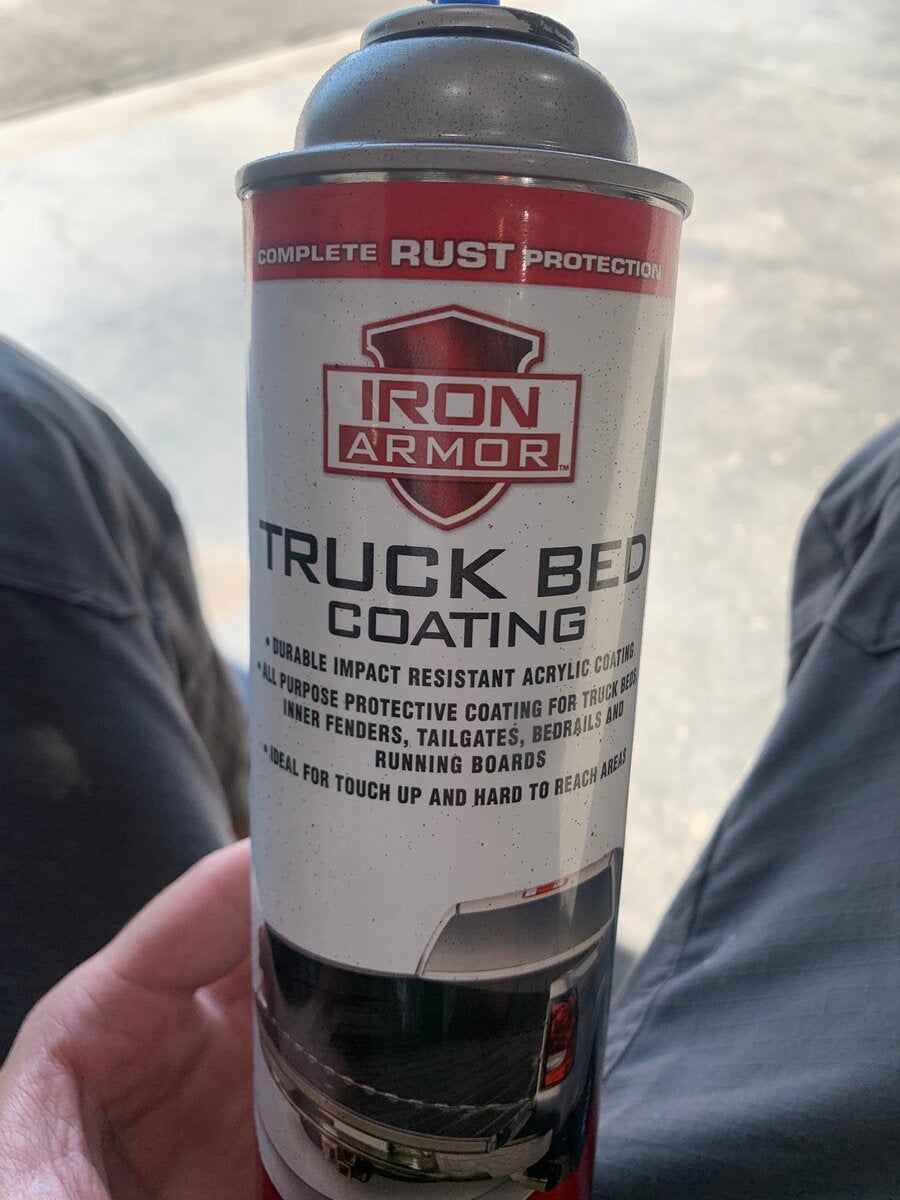 COMPLETE RUST PROTECTION
IRON
ARMOR™
TRUCK BED
COATING
• DURABLE IMPACT RESISTANT ACRYLIC COATING.
• ALL PURPOSE PROTECTIVE COATING FOR TRUCK BEDS,
INNER FENDERS, TAILGATES, BEDRAILS AND
RUNNING BOARDS
• IDEAL FOR TOUCH UP AND HARD TO REACH AREAS